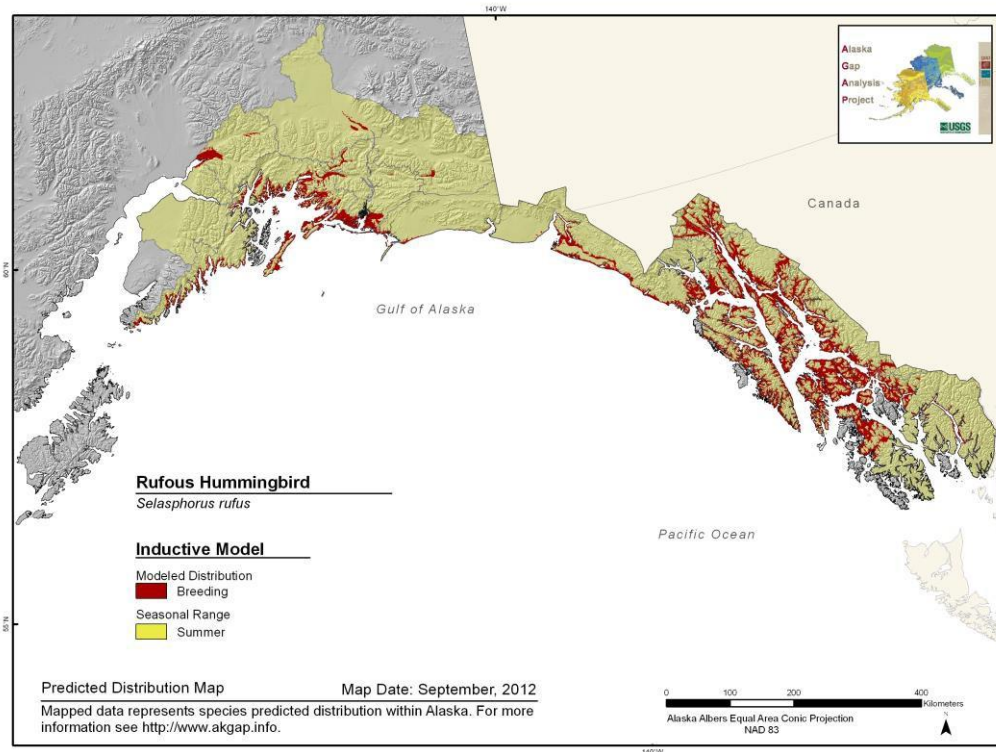 140°W
Alaska
Gap
Analysis
Project
USGS
Canada
60°N
Gulf of Alaska
Rufous Hummingbird
Selasphorus rufus
Pacific Ocean
Inductive Model
Modeled Distribution
Breeding
Seasonal Range
Summer
55°N
Predicted Distribution Map Map Date: September, 2012
Mapped data represents species predicted distribution within Alaska. For more
information see http://www.akgap.info.
0 100 200 400
Kilometers
Alaska Albers Equal Area Conic Projection
NAD 83
N
140°W